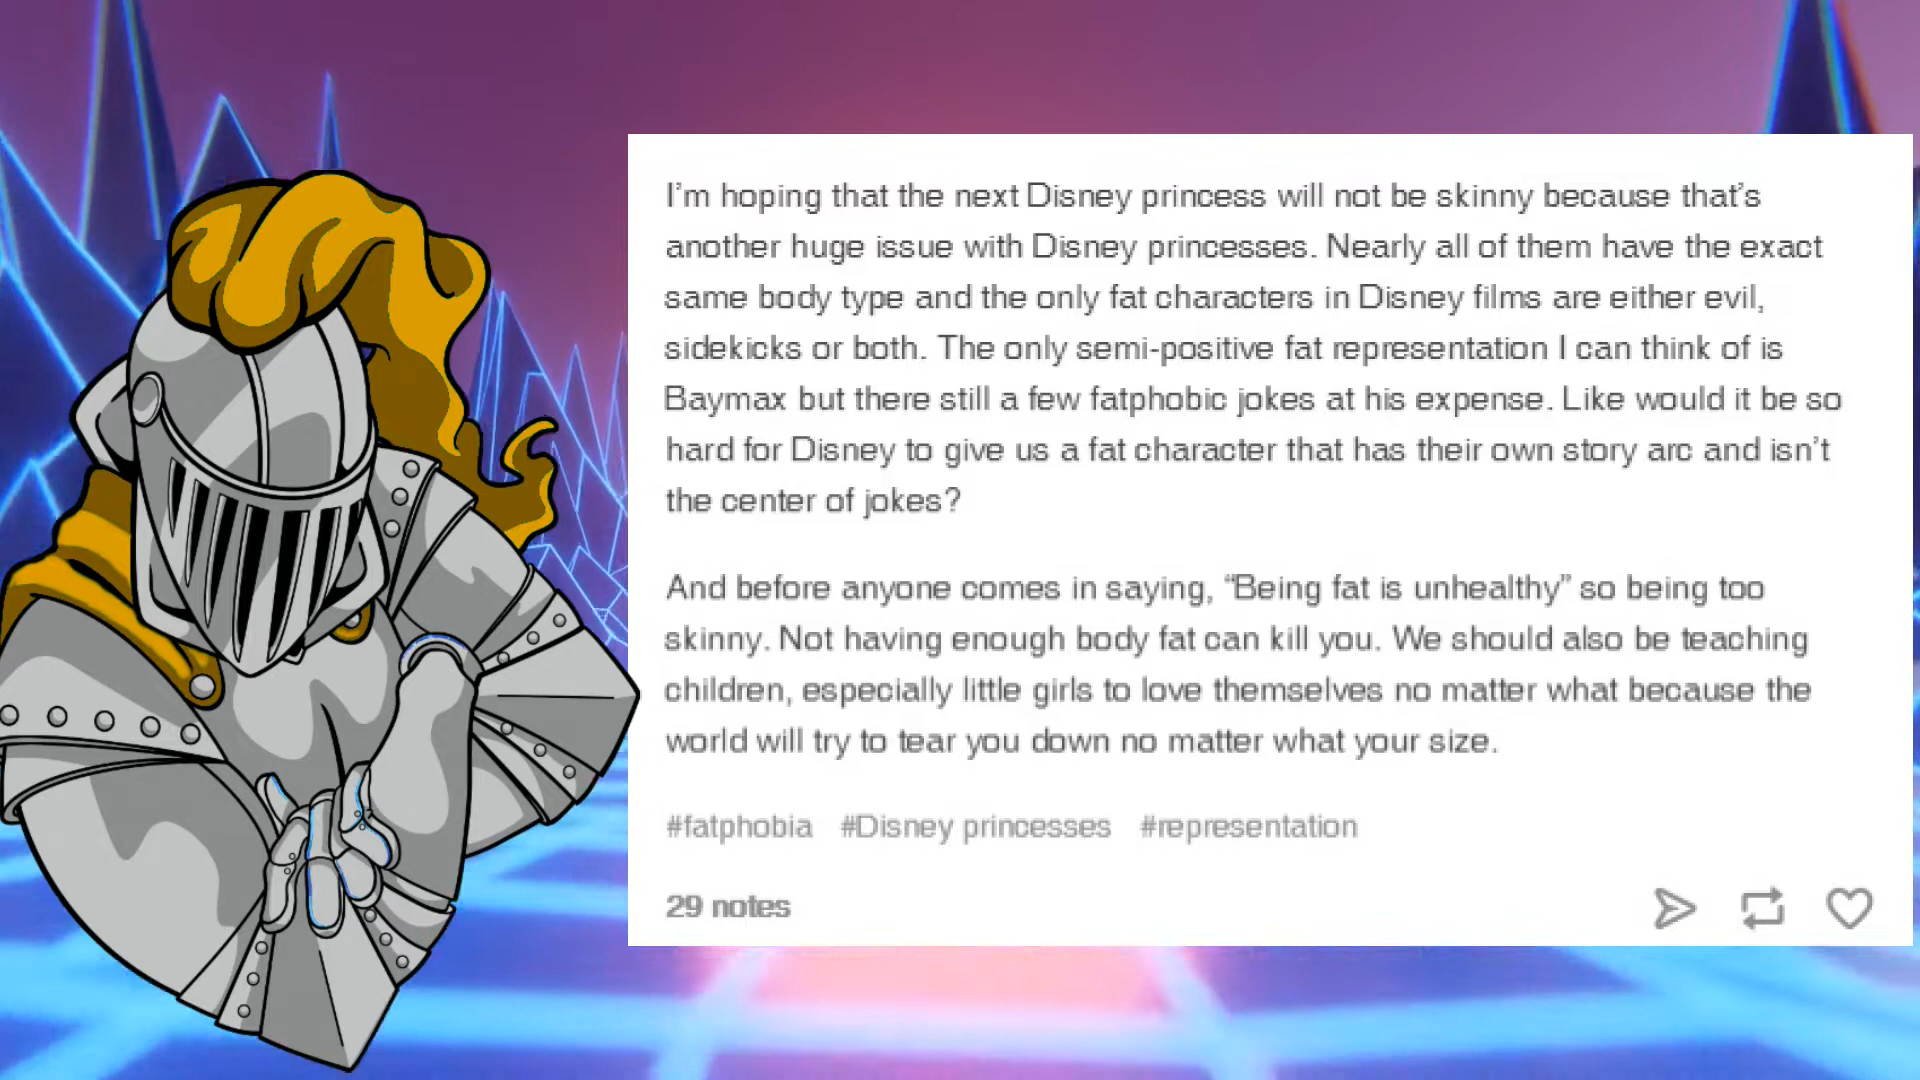 I'm hoping that the next Disney princess will not be skinny because that's
another huge issue with Disney princesses. Nearly all of them have the exact
same body type and the only fat characters in Disney films are either evil,
sidekicks or both. The only semi-positive fat representation I can think of is
Baymax but there still a few fatphobic jokes at his expense. Like would it be so
hard for Disney to give us a fat character that has their own story arc and isn't
the center of jokes?
And before anyone comes in saying, “Being fat is unhealthy” so being too
skinny. Not having enough body fat can kill you. We should also be teaching
children, especially little girls to love themselves no matter what because the
world will try to tear you down no matter what your size.
#fatphobia #Disney princesses #representation
29 notes